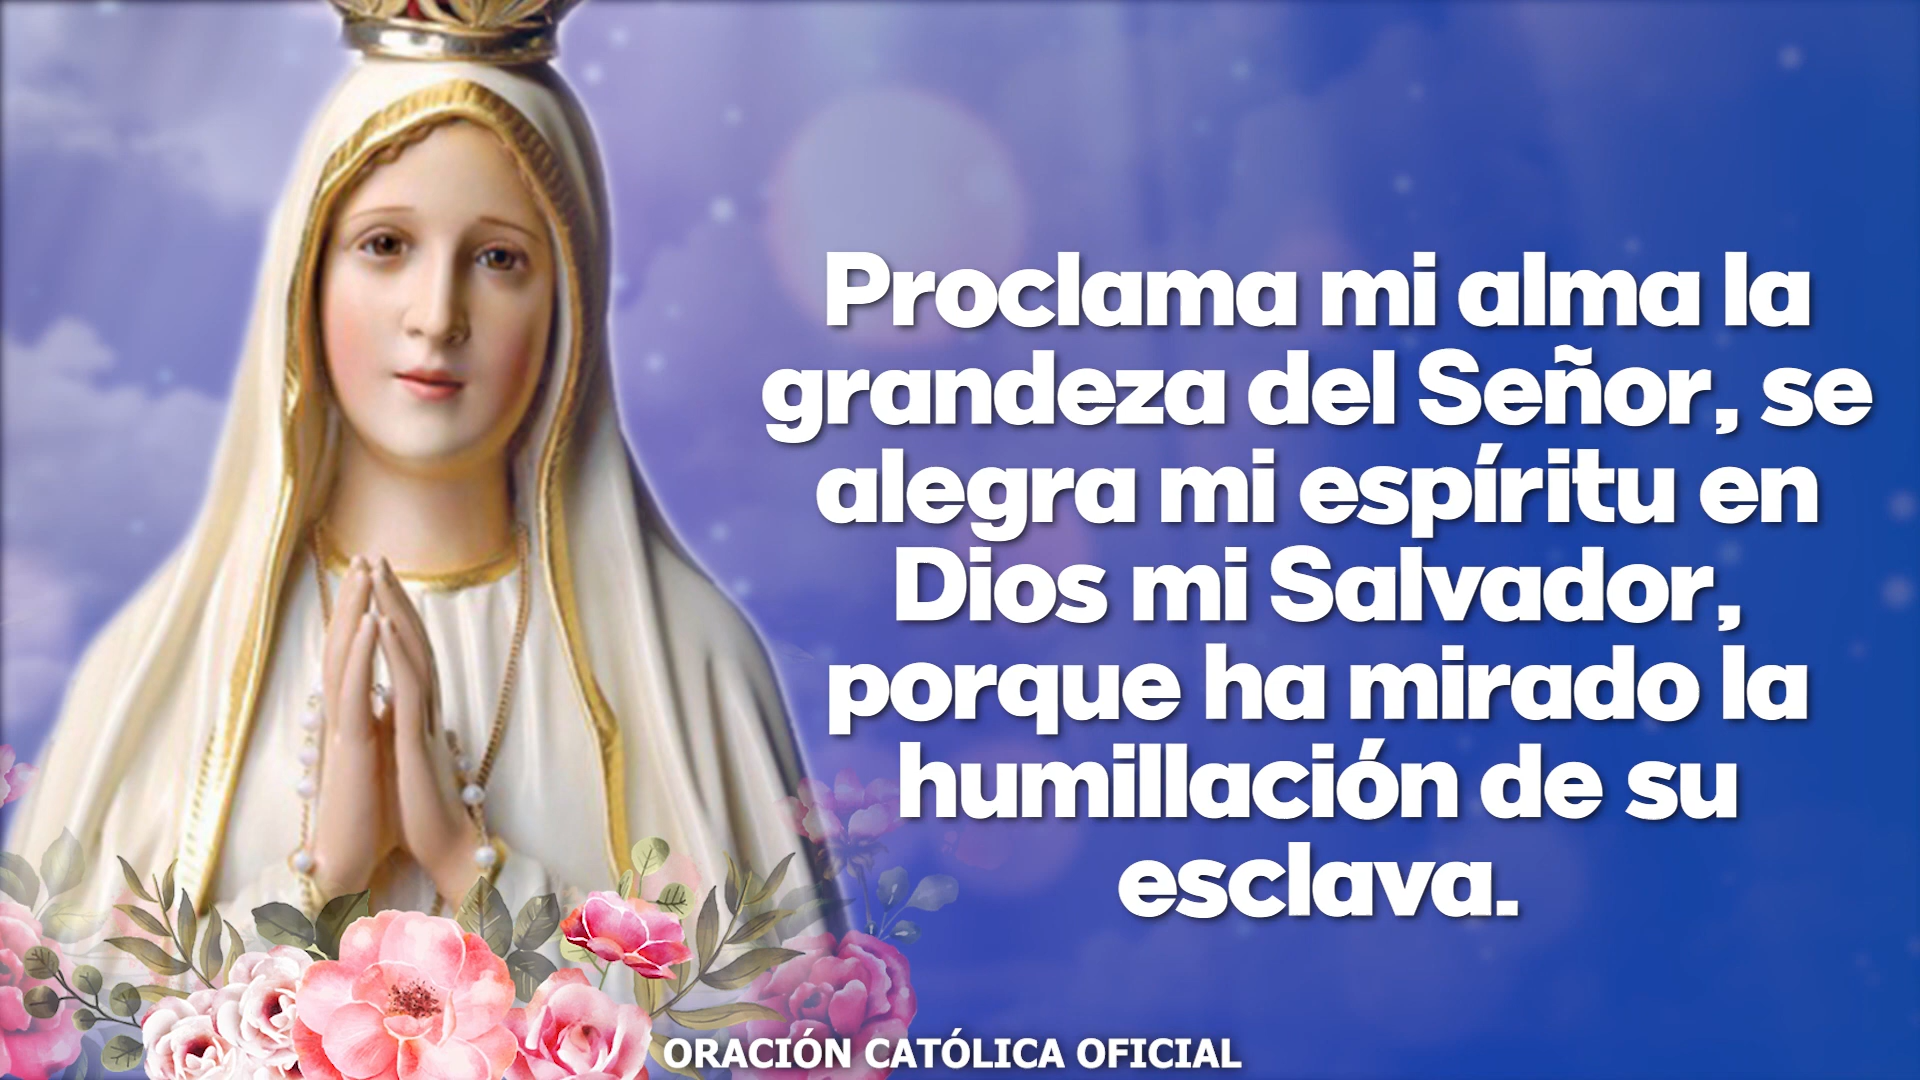 Proclama mi alma la
grandeza del Señor, se
alegra mi espíritu en
Dios mi Salvador,
porque ha mirado la
humillación de su
esclava.
ORACIÓN CATÓLICA OFICIAL